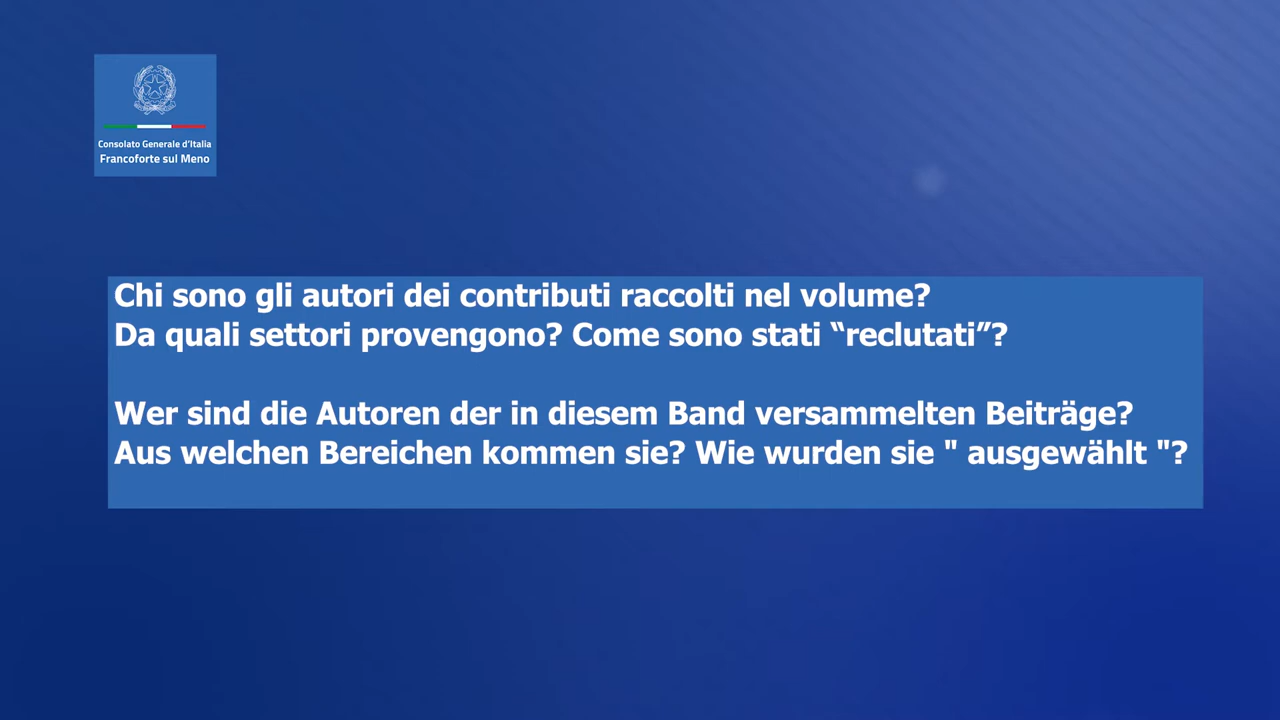 Consolato Generale d'Italia
Francoforte sul Meno
Chi sono gli autori dei contributi raccolti nel volume?
Da quali settori provengono? Come sono stati “reclutati”?
Wer sind die Autoren der in diesem Band versammelten Beiträge?
Aus welchen Bereichen kommen sie? Wie wurden sie " ausgewählt "?